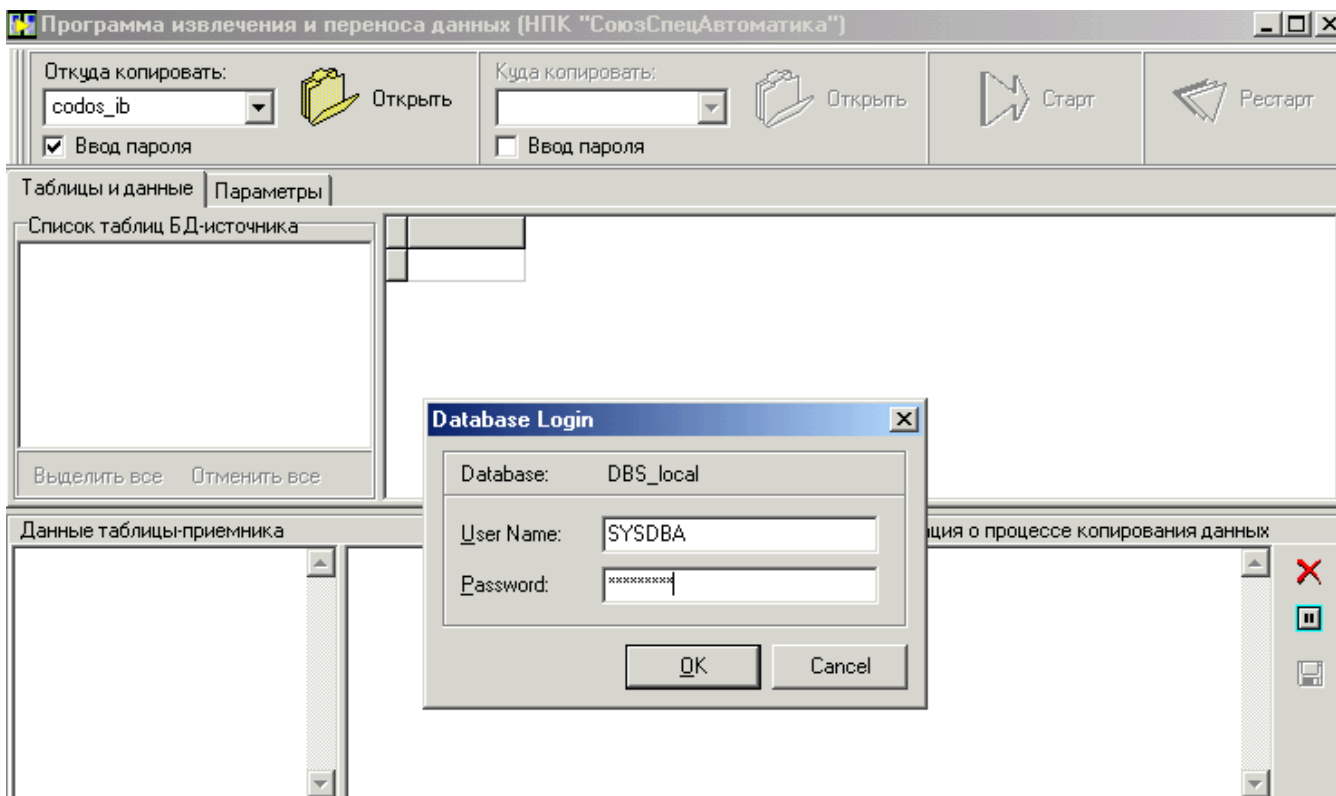 Программа извлечения и переноса данных (НПК "СоюзСпецАвтоматика")
Откуда копировать:
codos_ib
Открыть
Ввод пароля
Куда копировать:
Открыть
Ввод пароля
Старт
Рестарт
Таблицы и данные
Параметры
Список таблиц БД-источника
Выделить все
Отменить все
Database Login
Database: DBS_local
User Name: SYSDBA
Password: *********
OK
Cancel
Данные таблицы-приемника
о процессе копирования данных